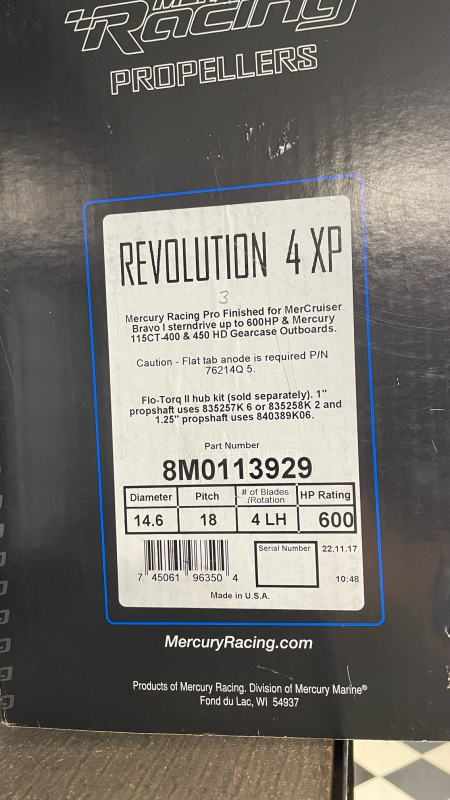 Racing
PROPELLERS
REVOLUTION 4 XP
3
Mercury Racing Pro Finished for MerCruiser
Bravo I sterndrive up to 600HP & Mercury
115CT-400 & 450 HD Gearcase Outboards.
Caution - Flat tab anode is required P/N
76214Q 5.
Flo-Torq II hub kit (sold separately). 1"
propshaft uses 835257K 6 or 835258K 2 and
1.25" propshaft uses 840389K06.
Part Number
8M0113929
Diameter Pitch # of Blades /Rotation HP Rating
14.6 18 4 LH 600
Serial Number 22.11.17
7 45061 96350 4
10:48
Made in U.S.A.
MercuryRacing.com
Products of Mercury Racing. Division of Mercury Marine®
Fond du Lac, WI 54937